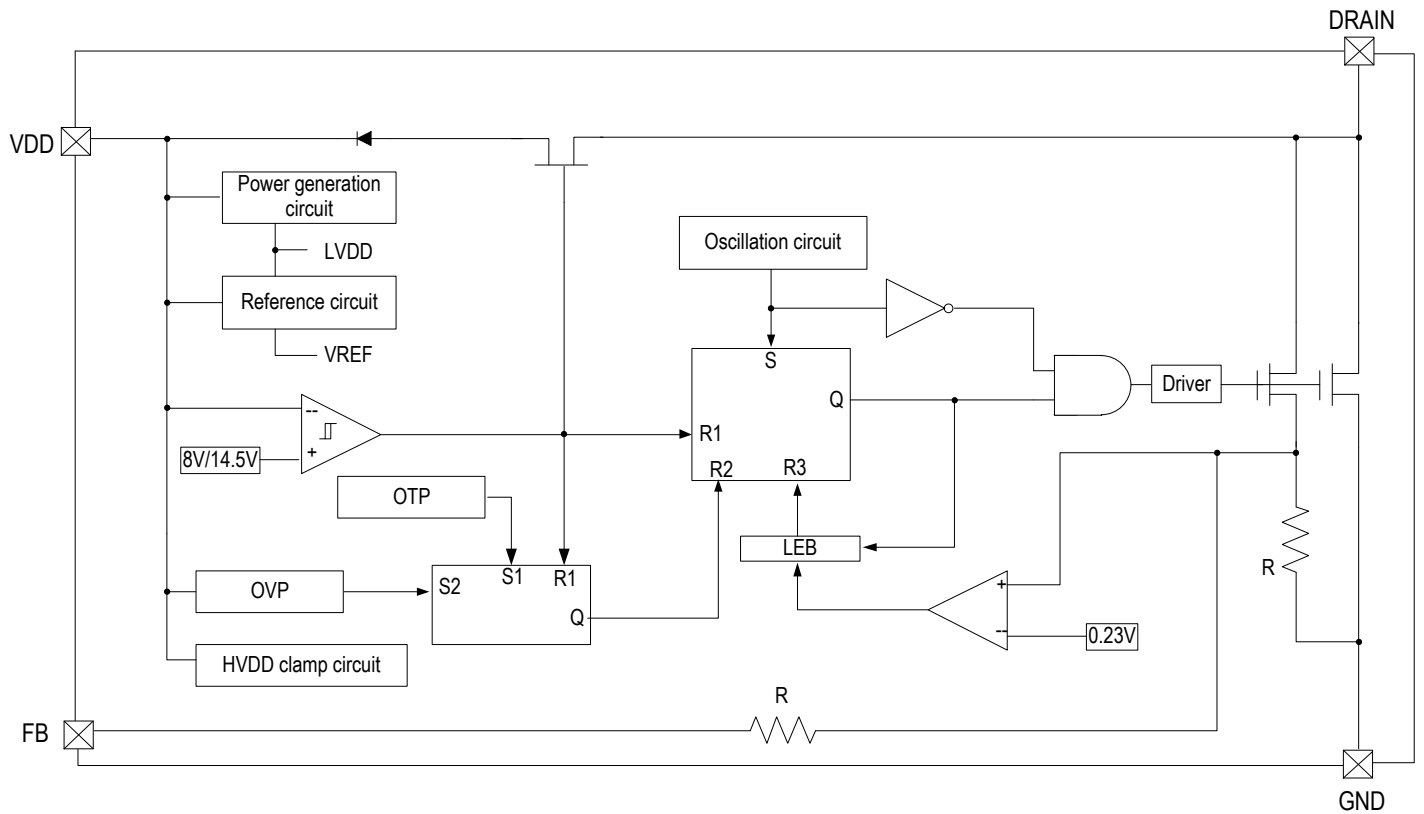 DRAIN
VDD
Power generation
circuit
LVDD
Reference circuit
VREF
Oscillation circuit
S
Q
R1
R2
R3
Driver
--
+
8V/14.5V
OTP
LEB
OVP
S2
S1
R1
Q
HVDD clamp circuit
+
--
0.23V
R
R
FB
GND